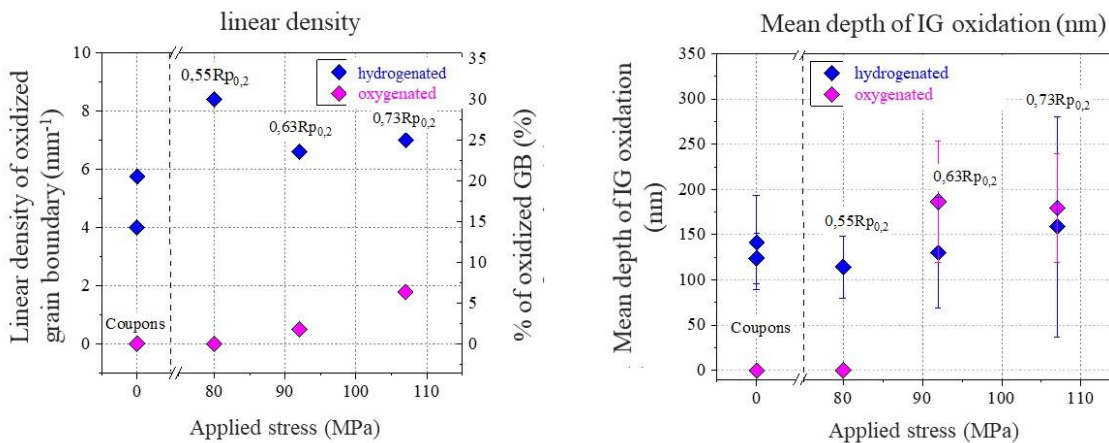 linear density
Linear density of oxidized
grain boundary (mm⁻¹)
10
8
6
4
2
0
35
30
25
20
15
10
5
0
% of oxidized GB (%)
hydrogenated
oxygenated
0,55Rp₀,₂
0,63Rp₀,₂
0,73Rp₀,₂
Coupons
0
80
90
100
110
Applied stress (MPa)
Mean depth of IG oxidation (nm)
Mean depth of IG oxidation
(nm)
350
300
250
200
150
100
50
0
hydrogenated
oxygenated
0,73Rp₀,₂
0,63Rp₀,₂
0,55Rp₀,₂
Coupons
0
80
90
100
110
Applied stress (MPa)